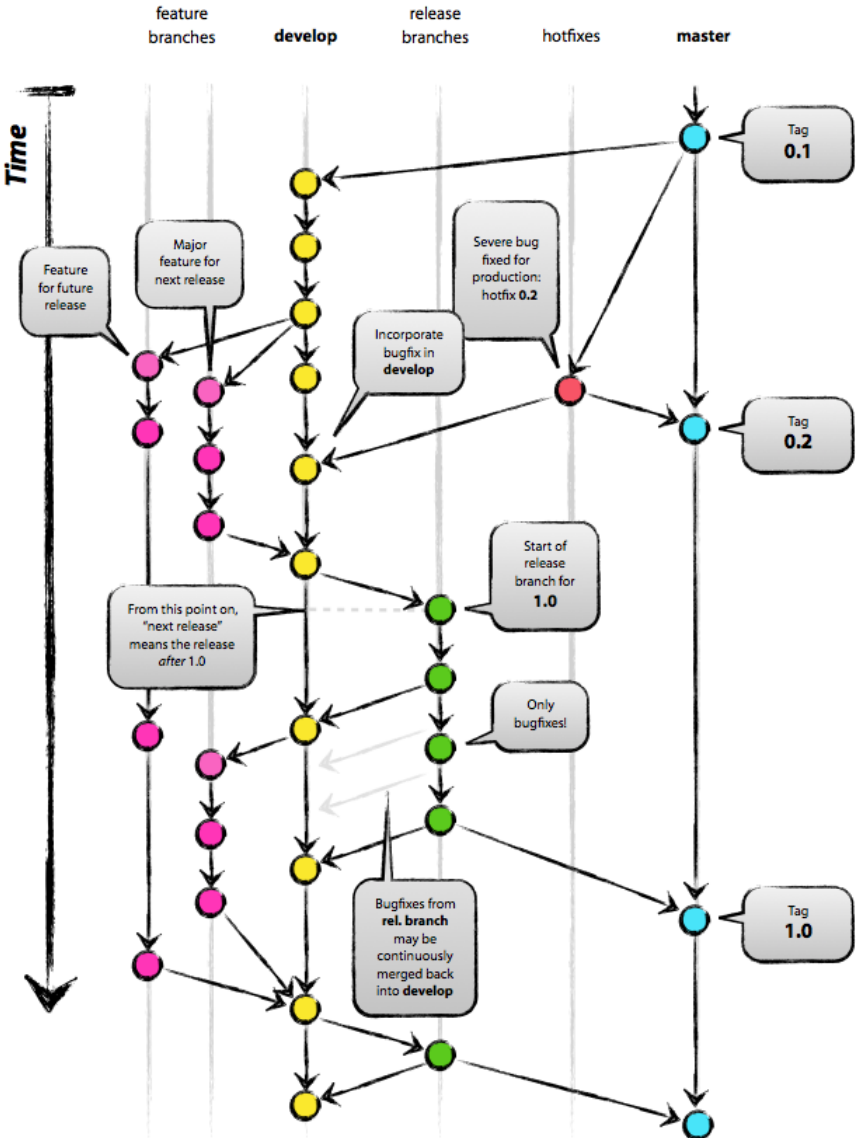 feature
branches
develop
release
branches
hotfixes
master
Time
Tag
0.1
Severe bug
fixed for
production:
hotfix 0.2
Major
feature for
next release
Feature
for future
release
Incorporate
bugfix in
develop
Tag
0.2
Start of
release
branch for
1.0
From this point on,
“next release”
means the release
after 1.0
Only
bugfixes!
Bugfixes from
rel. branch
may be
continuously
merged back
into develop
Tag
1.0